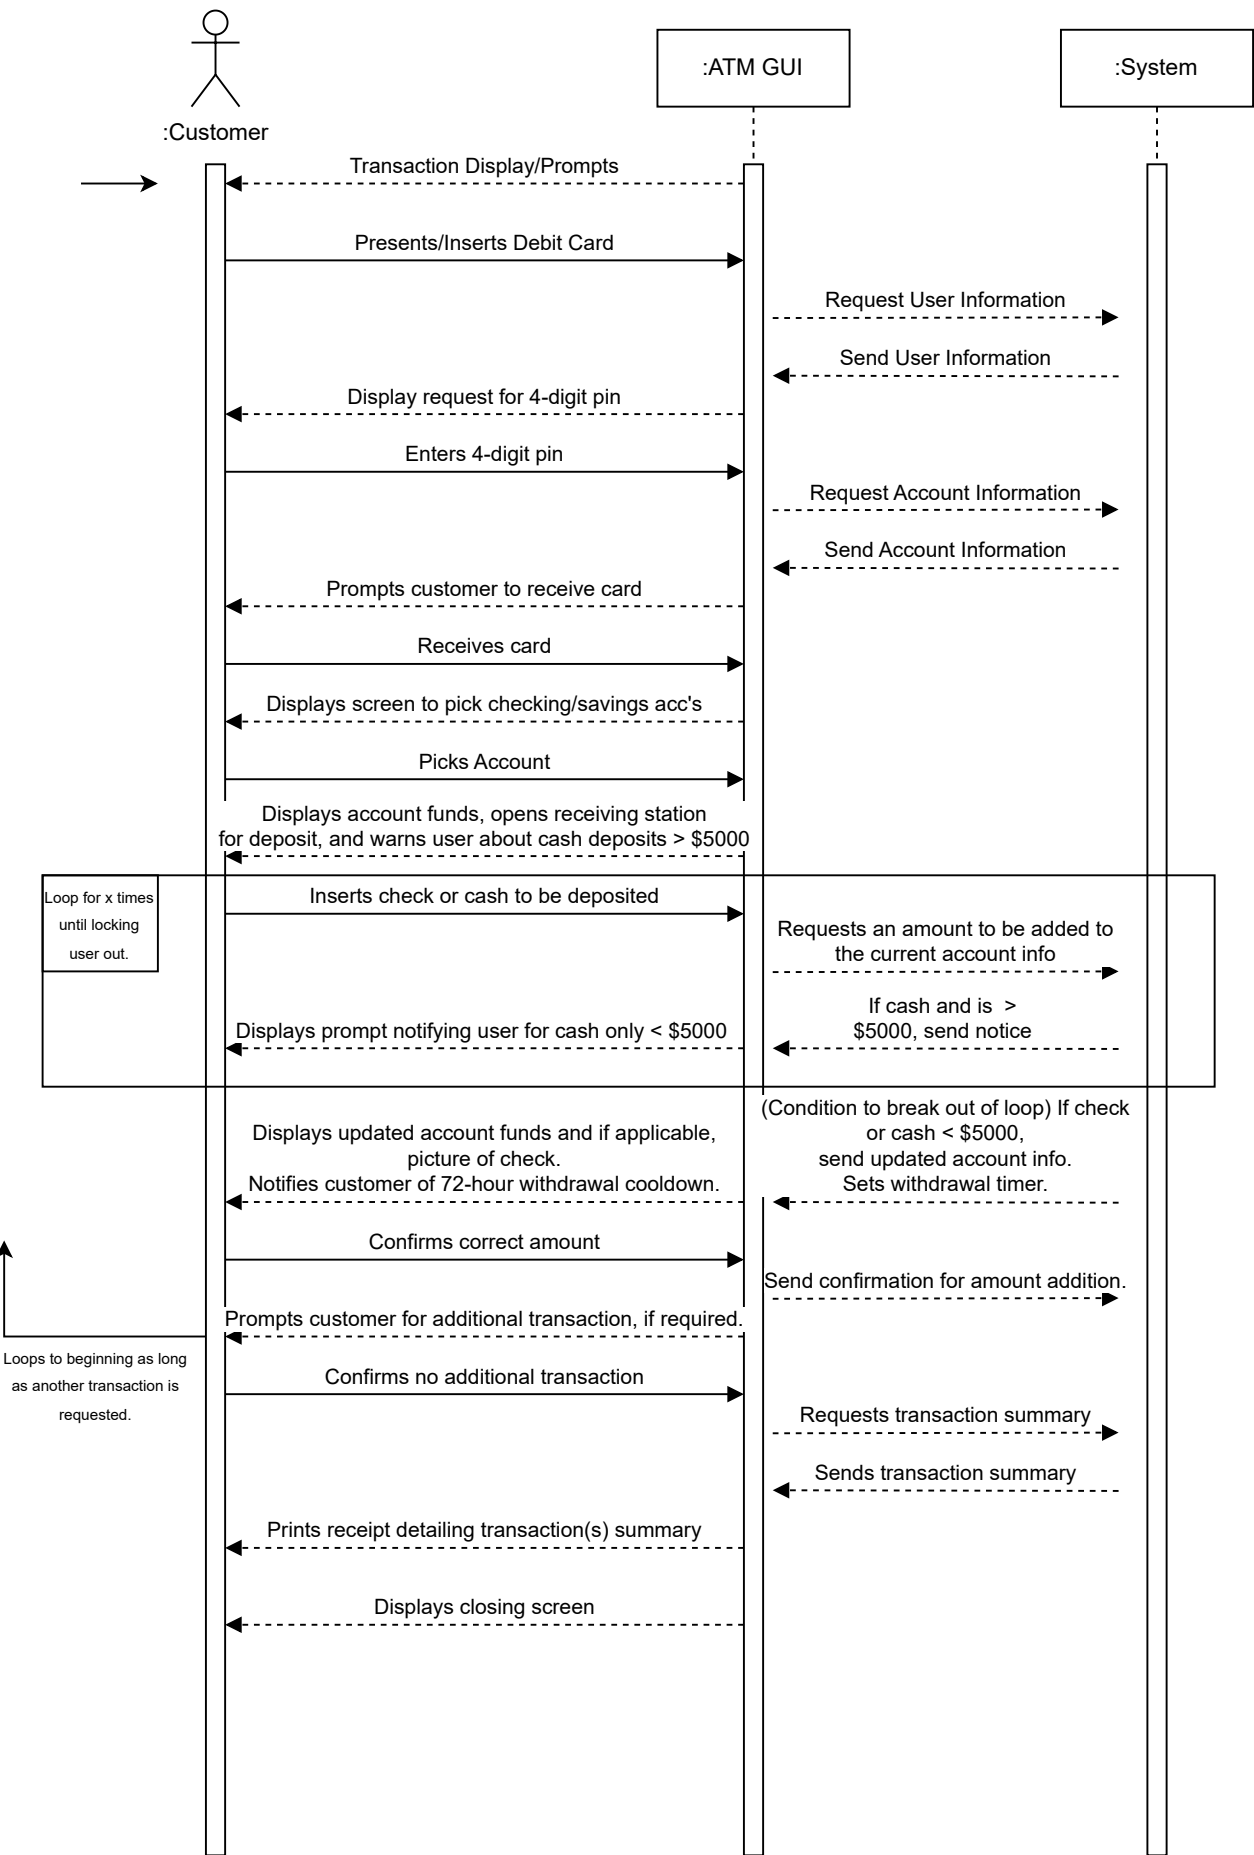 :Customer
:ATM GUI
:System
Transaction Display/Prompts
Presents/Inserts Debit Card
Request User Information
Send User Information
Display request for 4-digit pin
Enters 4-digit pin
Request Account Information
Send Account Information
Prompts customer to receive card
Receives card
Displays screen to pick checking/savings acc's
Picks Account
Displays account funds, opens receiving station
for deposit, and warns user about cash deposits > $5000
Loop for x times
until locking
user out.
Inserts check or cash to be deposited
Requests an amount to be added to
the current account info
If cash and is >
$5000, send notice
Displays prompt notifying user for cash only < $5000
(Condition to break out of loop) If check
or cash < $5000,
send updated account info.
Sets withdrawal timer.
Displays updated account funds and if applicable,
picture of check.
Notifies customer of 72-hour withdrawal cooldown.
Confirms correct amount
Send confirmation for amount addition.
Prompts customer for additional transaction, if required.
Loops to beginning as long
as another transaction is
requested.
Confirms no additional transaction
Requests transaction summary
Sends transaction summary
Prints receipt detailing transaction(s) summary
Displays closing screen